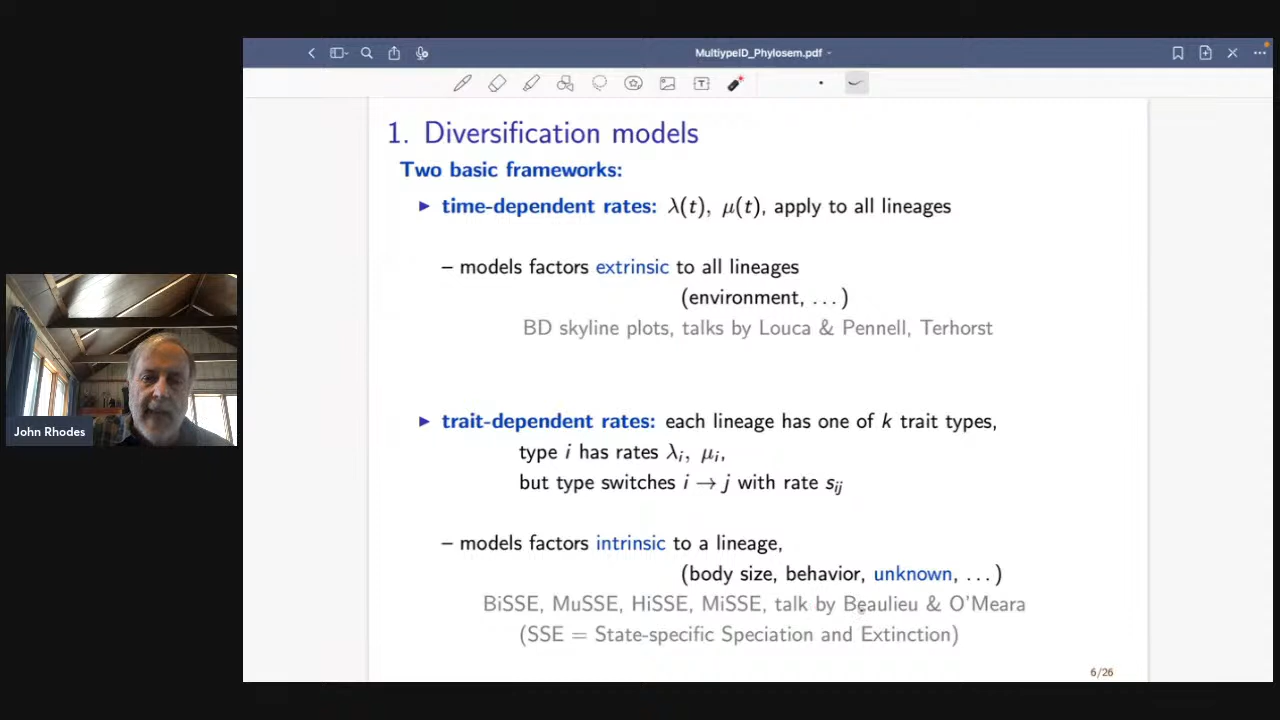 MultiypeID_Phylosem.pdf
1. Diversification models
Two basic frameworks:
▶ time-dependent rates: λ(t), μ(t), apply to all lineages
– models factors extrinsic to all lineages
(environment, ...)
BD skyline plots, talks by Louca & Pennell, Terhorst
▶ trait-dependent rates: each lineage has one of k trait types,
type i has rates λᵢ, μᵢ,
but type switches i → j with rate sᵢⱼ
– models factors intrinsic to a lineage,
(body size, behavior, unknown, ...)
BiSSE, MuSSE, HiSSE, MiSSE, talk by Beaulieu & O'Meara
(SSE = State-specific Speciation and Extinction)
6/26
John Rhodes